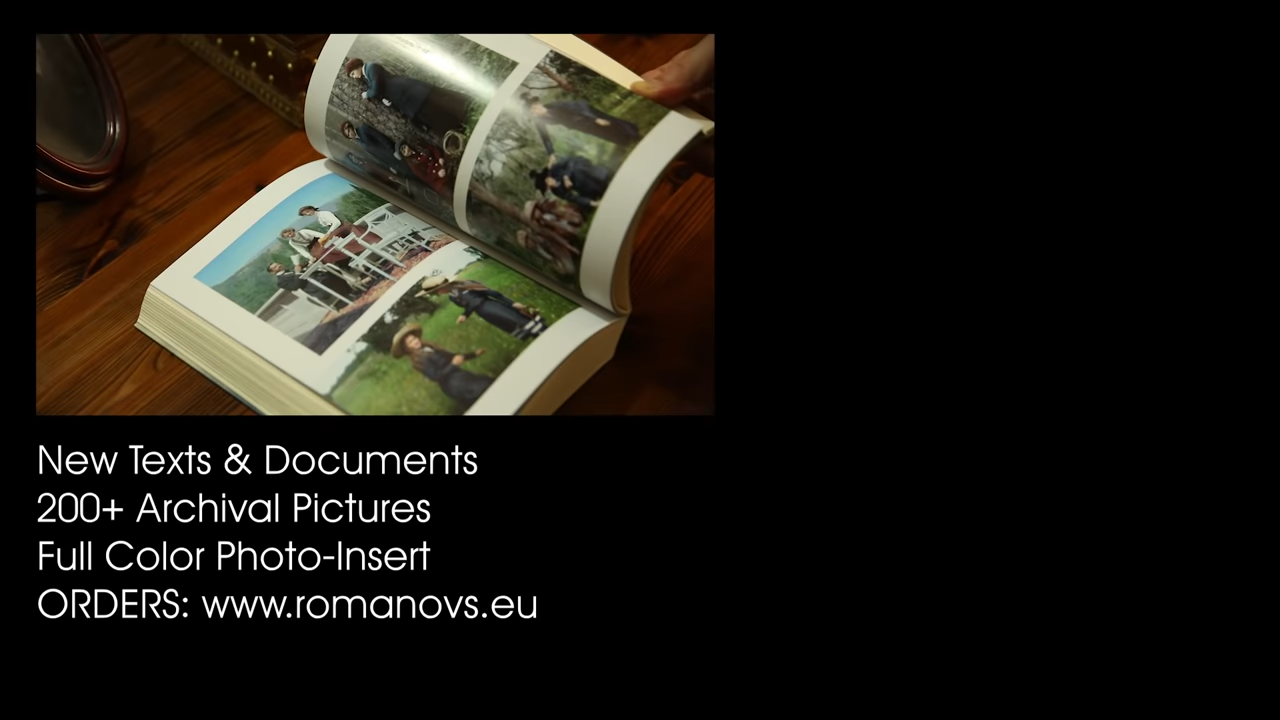 New Texts & Documents
200+ Archival Pictures
Full Color Photo-Insert
ORDERS: www.romanovs.eu